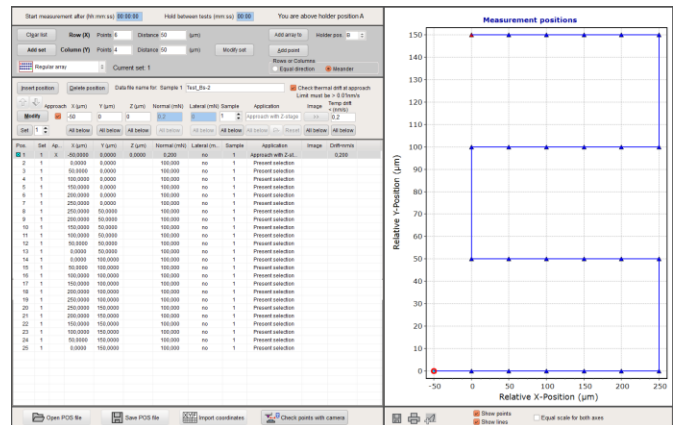 Start measurement after (hh:mm:ss) 00:00:00 Hold between tests (mm:ss) 00:00 You are above holder position A
Clear list Row (X) Points 6 Distance 50 (µm) Add array to Holder pos. B
Add set Column (Y) Points 4 Distance 50 (µm) Modify set Add point
Regular array Current set: 1
Rows or Columns
Equal direction Meander
Insert position Delete position Data file name for: Sample 1 Test_Bs-2 Check thermal drift at approach
Limit must be > 0.01nm/s
Approach X (µm) Y (µm) Z (µm) Normal (mN) Lateral (mN) Sample Application Image Temp drift < (nm/s)
Modify -50 0 0 0.2 0 1 Approach with Z-stage 0.2
Set 1 All below All below All below All below All below All below All below Reset All below All below
Pos. Set Ap... X (µm) Y (µm) Z (µm) Normal (mN) Lateral (m... Sample Application Image Drift<nm/s
1 1 X -50,0000 0,0000 0,0000 0,200 no 1 Approach with Z-st... 0,200
2 1 0,0000 0,0000 100,000 no 1 Present selection
3 1 50,0000 0,0000 100,000 no 1 Present selection
4 1 100,0000 0,0000 100,000 no 1 Present selection
5 1 150,0000 0,0000 100,000 no 1 Present selection
6 1 200,0000 0,0000 100,000 no 1 Present selection
7 1 250,0000 0,0000 100,000 no 1 Present selection
8 1 250,0000 50,0000 100,000 no 1 Present selection
9 1 200,0000 50,0000 100,000 no 1 Present selection
10 1 150,0000 50,0000 100,000 no 1 Present selection
11 1 100,0000 50,0000 100,000 no 1 Present selection
12 1 50,0000 50,0000 100,000 no 1 Present selection
13 1 0,0000 50,0000 100,000 no 1 Present selection
14 1 0,0000 100,0000 100,000 no 1 Present selection
15 1 50,0000 100,0000 100,000 no 1 Present selection
16 1 100,0000 100,0000 100,000 no 1 Present selection
17 1 150,0000 100,0000 100,000 no 1 Present selection
18 1 200,0000 100,0000 100,000 no 1 Present selection
19 1 250,0000 100,0000 100,000 no 1 Present selection
20 1 250,0000 150,0000 100,000 no 1 Present selection
21 1 200,0000 150,0000 100,000 no 1 Present selection
22 1 150,0000 150,0000 100,000 no 1 Present selection
23 1 100,0000 150,0000 100,000 no 1 Present selection
24 1 50,0000 150,0000 100,000 no 1 Present selection
25 1 0,0000 150,0000 100,000 no 1 Present selection
Open POS file Save POS file Import coordinates Check points with camera
Measurement positions
Relative Y-Position (µm)
150
140
130
120
110
100
90
80
70
60
50
40
30
20
10
0
-50 0 50 100 150 200 250
Relative X-Position (µm)
Show points
Show lines
Equal scale for both axes